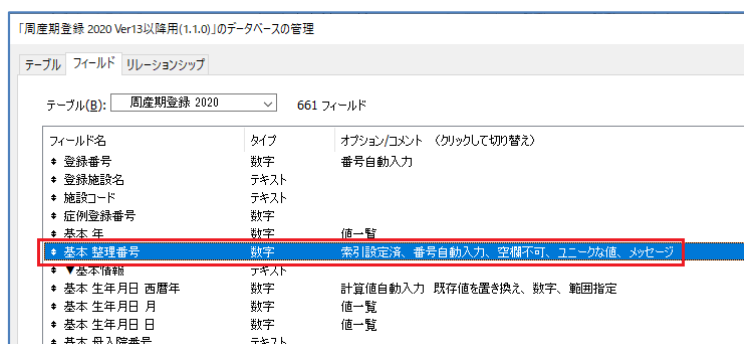 「周産期登録 2020 Ver13以降用(1.1.0)」のデータベースの管理
テーブル フィールド リレーションシップ
テーブル(B): 周産期登録 2020 661 フィールド
フィールド名 タイプ オプション/コメント (クリックして切り替え)
登録番号 数字 番号自動入力
登録施設名 テキスト
施設コード テキスト
症例登録番号 数字
基本 年 数字 値一覧
基本 整理番号 数字 索引設定済、番号自動入力、空欄不可、ユニークな値、メッセージ
▼基本情報 テキスト
基本 生年月日 西暦年 数字 計算値自動入力 既存値を置き換え、数字、範囲指定
基本 生年月日 月 数字 値一覧
基本 生年月日 日 数字 値一覧
基本 母入院番号 テキスト